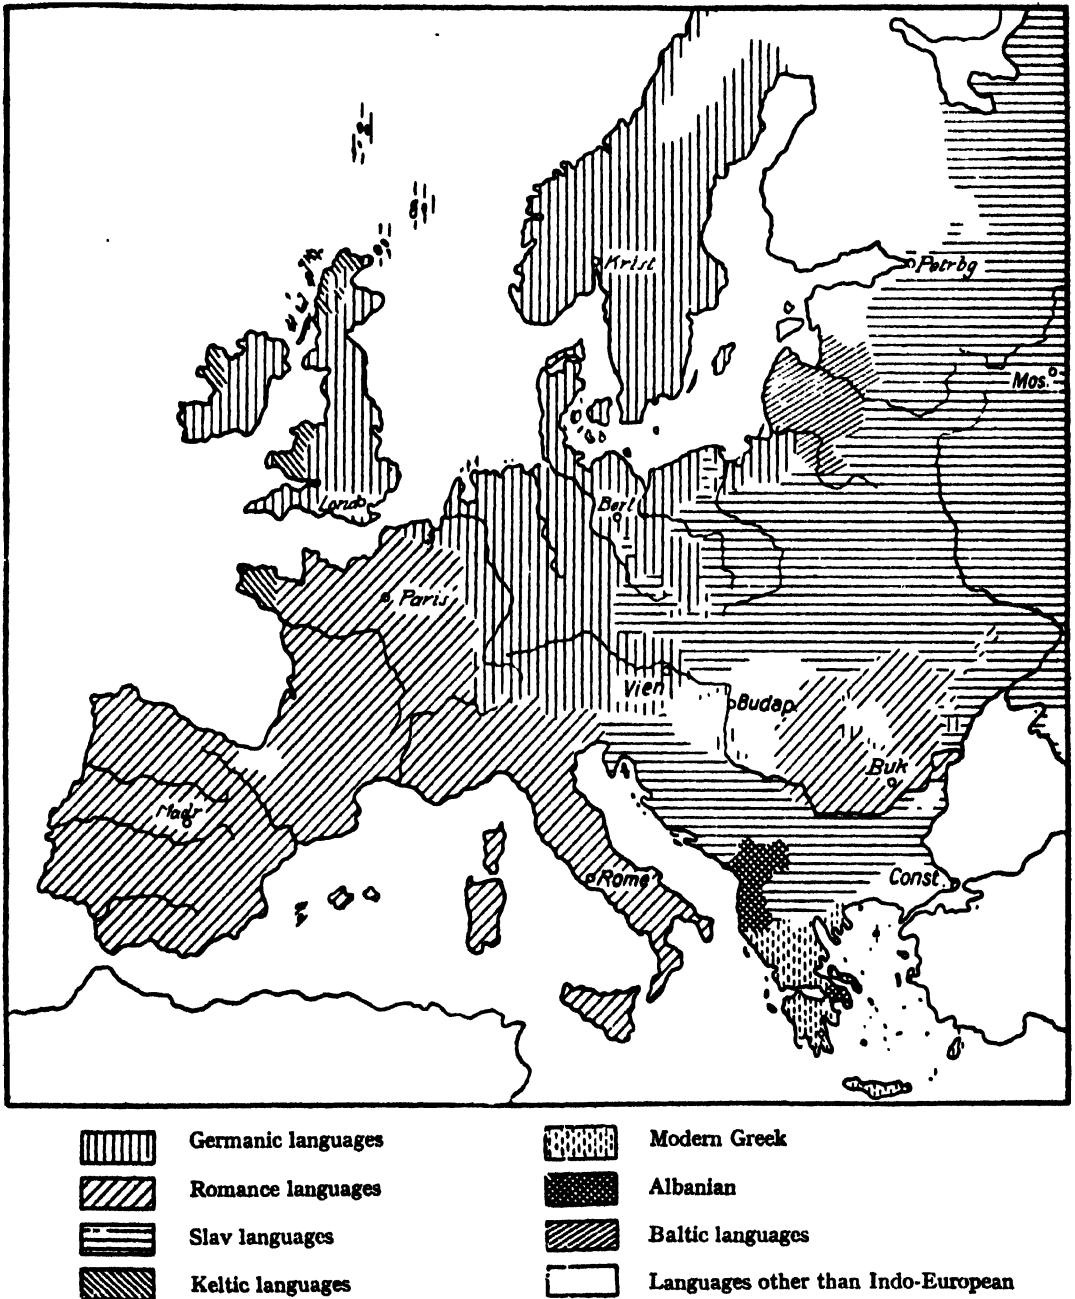 Krist
Petrbg
Mos.
Lond
Berl
Paris
Vien
Budap.
Buk
Madr
Rome
Const.
Germanic languages
Modern Greek
Romance languages
Albanian
Slav languages
Baltic languages
Keltic languages
Languages other than Indo-European